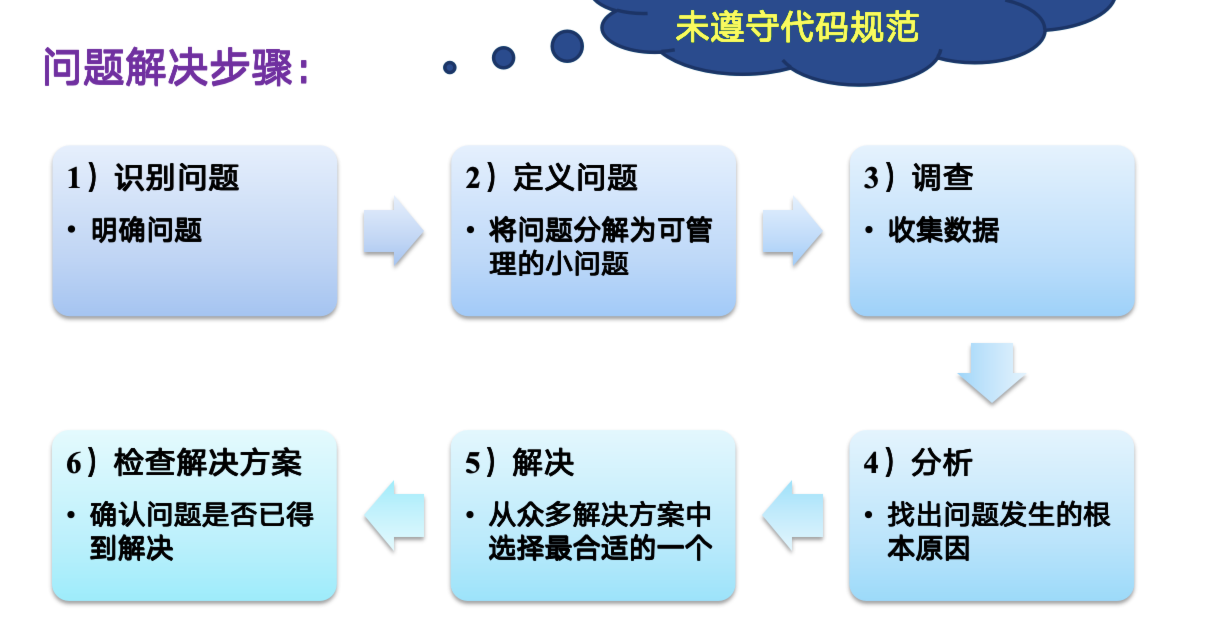 未遵守代码规范
问题解决步骤：
1）识别问题
• 明确问题
2）定义问题
• 将问题分解为可管
理的小问题
3）调查
• 收集数据
4）分析
• 找出问题发生的根
本原因
5）解决
• 从众多解决方案中
选择最合适的一个
6）检查解决方案
• 确认问题是否已得
到解决